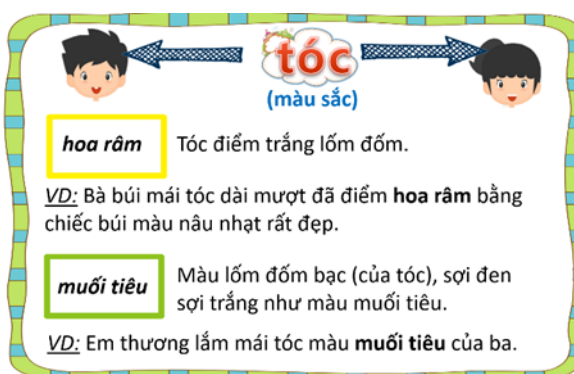 tóc
(màu sắc)
hoa râm
Tóc điểm trắng lốm đốm.
VD: Bà búi mái tóc dài mượt đã điểm hoa râm bằng
chiếc búi màu nâu nhạt rất đẹp.
muối tiêu
Màu lốm đốm bạc (của tóc), sợi đen
sợi trắng như màu muối tiêu.
VD: Em thương lắm mái tóc màu muối tiêu của ba.